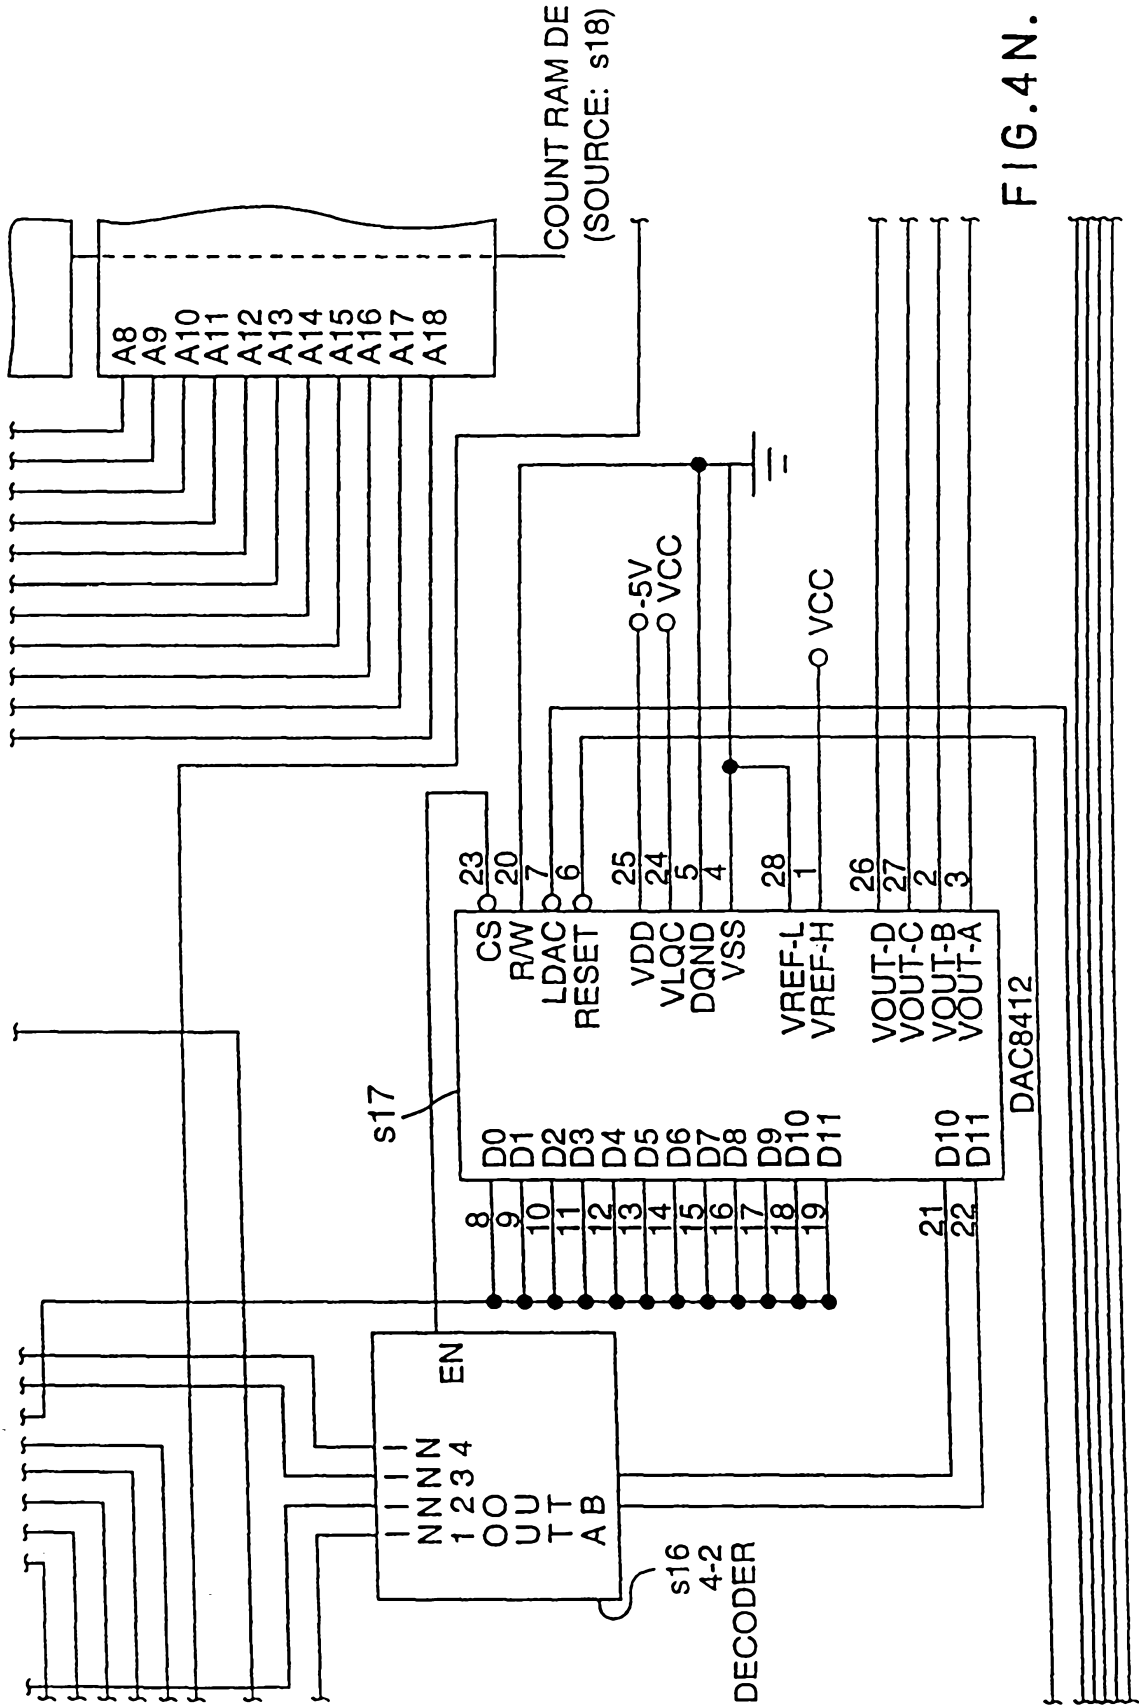 FIG.4N.
COUNT RAM DE
(SOURCE: s18)
A8
A9
A10
A11
A12
A13
A14
A15
A16
A17
A18
s17
CS
R/W
LDAC
RESET
VDD
VLQC
DQND
VSS
VREF-L
VREF-H
VOUT-D
VOUT-C
VOUT-B
VOUT-A
23
20
7
6
25
24
5
4
28
1
26
27
2
3
-5V
VCC
VCC
D0
D1
D2
D3
D4
D5
D6
D7
D8
D9
D10
D11
D10
D11
8
9
10
11
12
13
14
15
16
17
18
19
21
22
DAC8412
EN
IN1
IN2
IN3
IN4
OUTA
OUTB
s16
4-2
DECODER